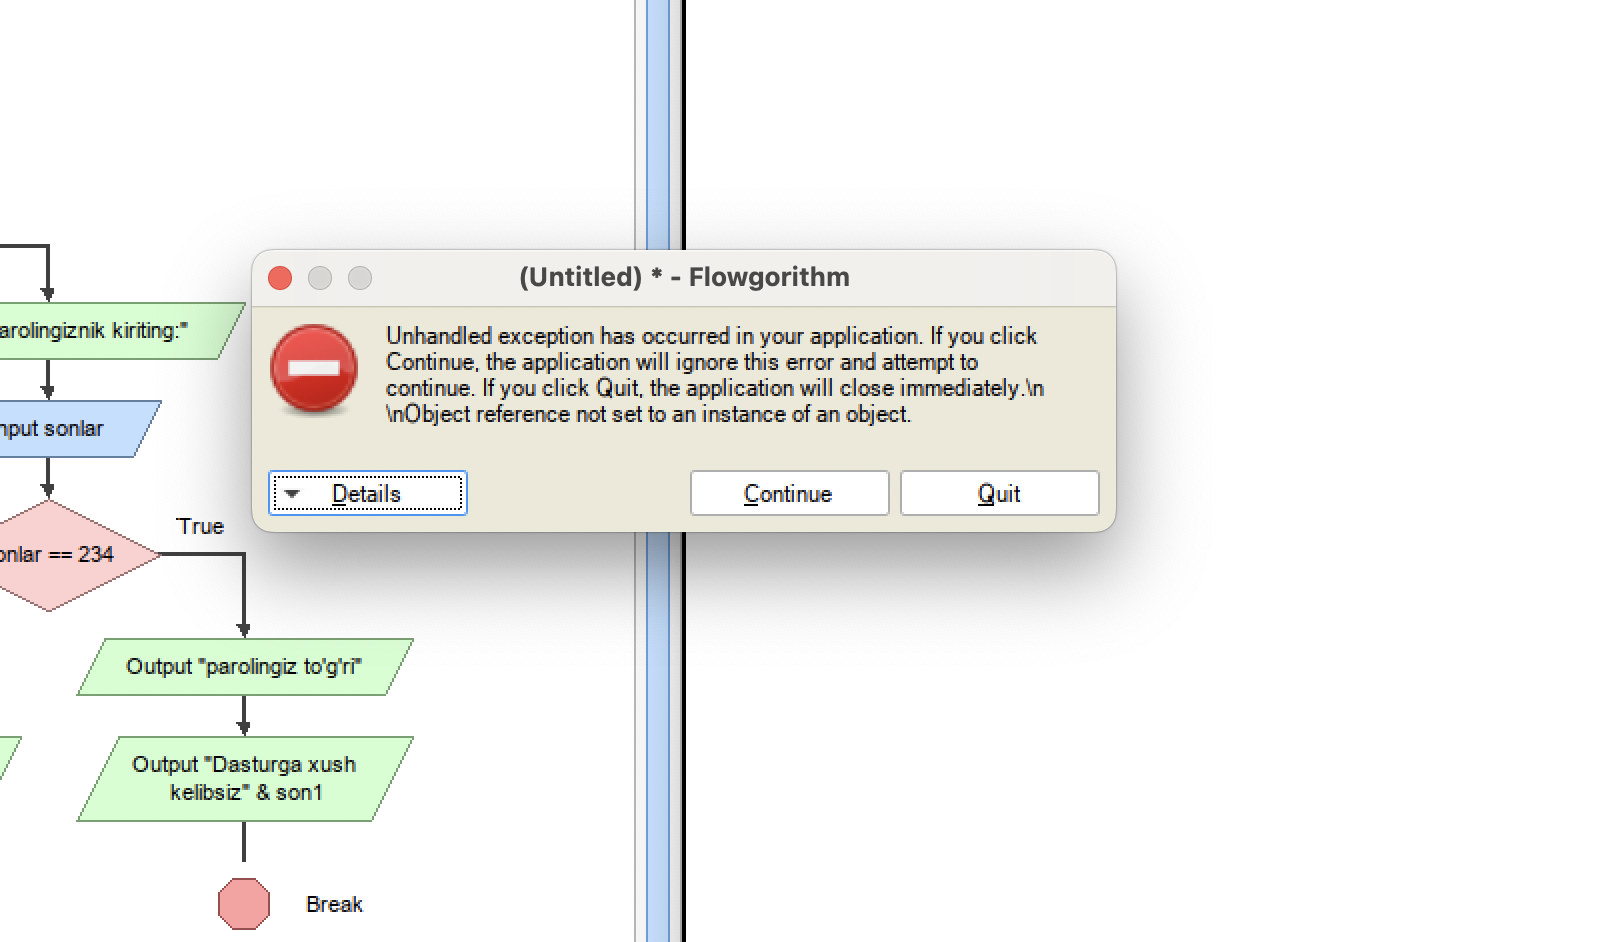 (Untitled) * - Flowgorithm
Unhandled exception has occurred in your application. If you click
Continue, the application will ignore this error and attempt to
continue. If you click Quit, the application will close immediately.\n
\nObject reference not set to an instance of an object.
Details
Continue
Quit
arolingiznik kiriting:"
nput sonlar
True
onlar == 234
Output "parolingiz to'g'ri"
Output "Dasturga xush
kelibsiz" & son1
Break